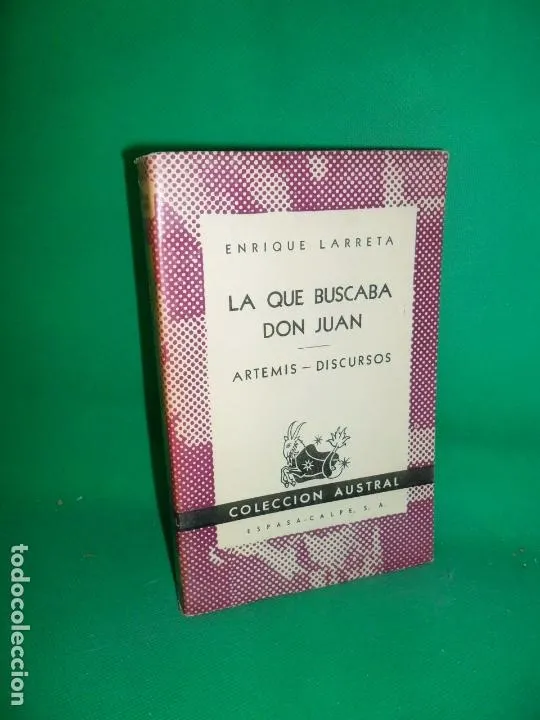 ENRIQUE LARRETA
LA QUE BUSCABA
DON JUAN
ARTEMIS – DISCURSOS
COLECCION AUSTRAL
ESPASA-CALPE, S. A.
todocoleccion